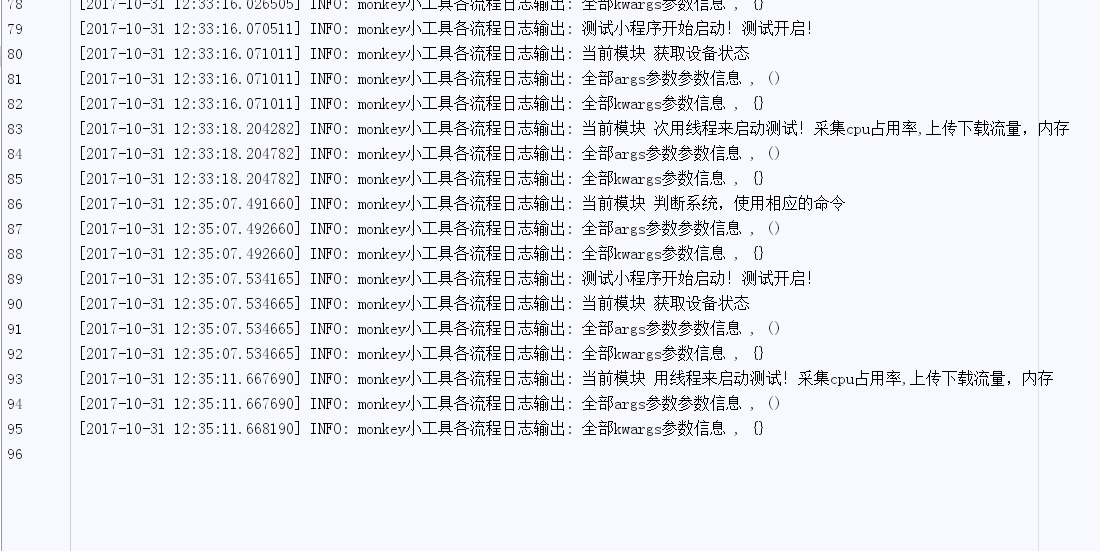 78 [2017-10-31 12:33:16.026505] INFO: monkey小工具各流程日志输出: 全部kwargs参数信息 , {}
79 [2017-10-31 12:33:16.070511] INFO: monkey小工具各流程日志输出: 测试小程序开始启动! 测试开启!
80 [2017-10-31 12:33:16.071011] INFO: monkey小工具各流程日志输出: 当前模块 获取设备状态
81 [2017-10-31 12:33:16.071011] INFO: monkey小工具各流程日志输出: 全部args参数参数信息 , ()
82 [2017-10-31 12:33:16.071011] INFO: monkey小工具各流程日志输出: 全部kwargs参数信息 , {}
83 [2017-10-31 12:33:18.204282] INFO: monkey小工具各流程日志输出: 当前模块 次用线程来启动测试! 采集cpu占用率,上传下载流量, 内存
84 [2017-10-31 12:33:18.204782] INFO: monkey小工具各流程日志输出: 全部args参数参数信息 , ()
85 [2017-10-31 12:33:18.204782] INFO: monkey小工具各流程日志输出: 全部kwargs参数信息 , {}
86 [2017-10-31 12:35:07.491660] INFO: monkey小工具各流程日志输出: 当前模块 判断系统, 使用相应的命令
87 [2017-10-31 12:35:07.492660] INFO: monkey小工具各流程日志输出: 全部args参数参数信息 , ()
88 [2017-10-31 12:35:07.492660] INFO: monkey小工具各流程日志输出: 全部kwargs参数信息 , {}
89 [2017-10-31 12:35:07.534165] INFO: monkey小工具各流程日志输出: 测试小程序开始启动! 测试开启!
90 [2017-10-31 12:35:07.534665] INFO: monkey小工具各流程日志输出: 当前模块 获取设备状态
91 [2017-10-31 12:35:07.534665] INFO: monkey小工具各流程日志输出: 全部args参数参数信息 , ()
92 [2017-10-31 12:35:07.534665] INFO: monkey小工具各流程日志输出: 全部kwargs参数信息 , {}
93 [2017-10-31 12:35:11.667690] INFO: monkey小工具各流程日志输出: 当前模块 用线程来启动测试! 采集cpu占用率,上传下载流量, 内存
94 [2017-10-31 12:35:11.667690] INFO: monkey小工具各流程日志输出: 全部args参数参数信息 , ()
95 [2017-10-31 12:35:11.668190] INFO: monkey小工具各流程日志输出: 全部kwargs参数信息 , {}
96